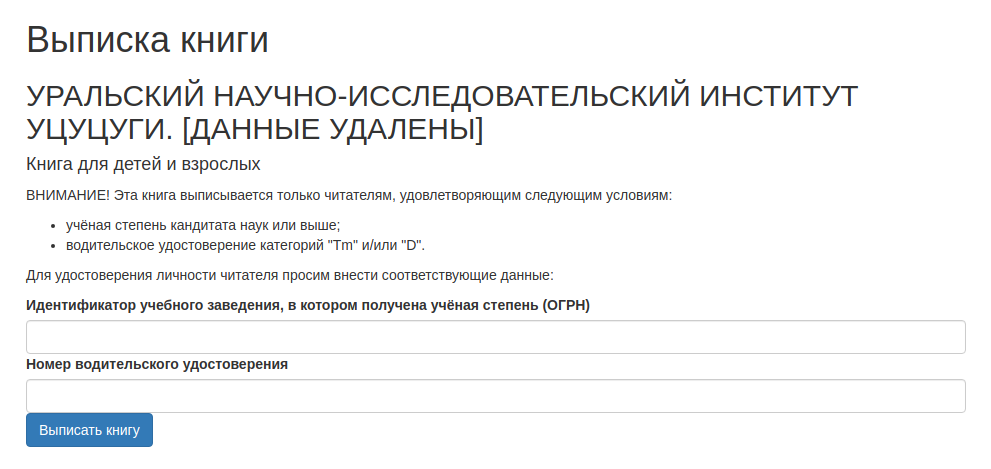 Выписка книги
УРАЛЬСКИЙ НАУЧНО-ИССЛЕДОВАТЕЛЬСКИЙ ИНСТИТУТ
УЦУЦУГИ. [ДАННЫЕ УДАЛЕНЫ]
Книга для детей и взрослых
ВНИМАНИЕ! Эта книга выписывается только читателям, удовлетворяющим следующим условиям:
• учёная степень кандитата наук или выше;
• водительское удостоверение категорий "Tm" и/или "D".
Для удостоверения личности читателя просим внести соответствующие данные:
Идентификатор учебного заведения, в котором получена учёная степень (ОГРН)
Номер водительского удостоверения
Выписать книгу